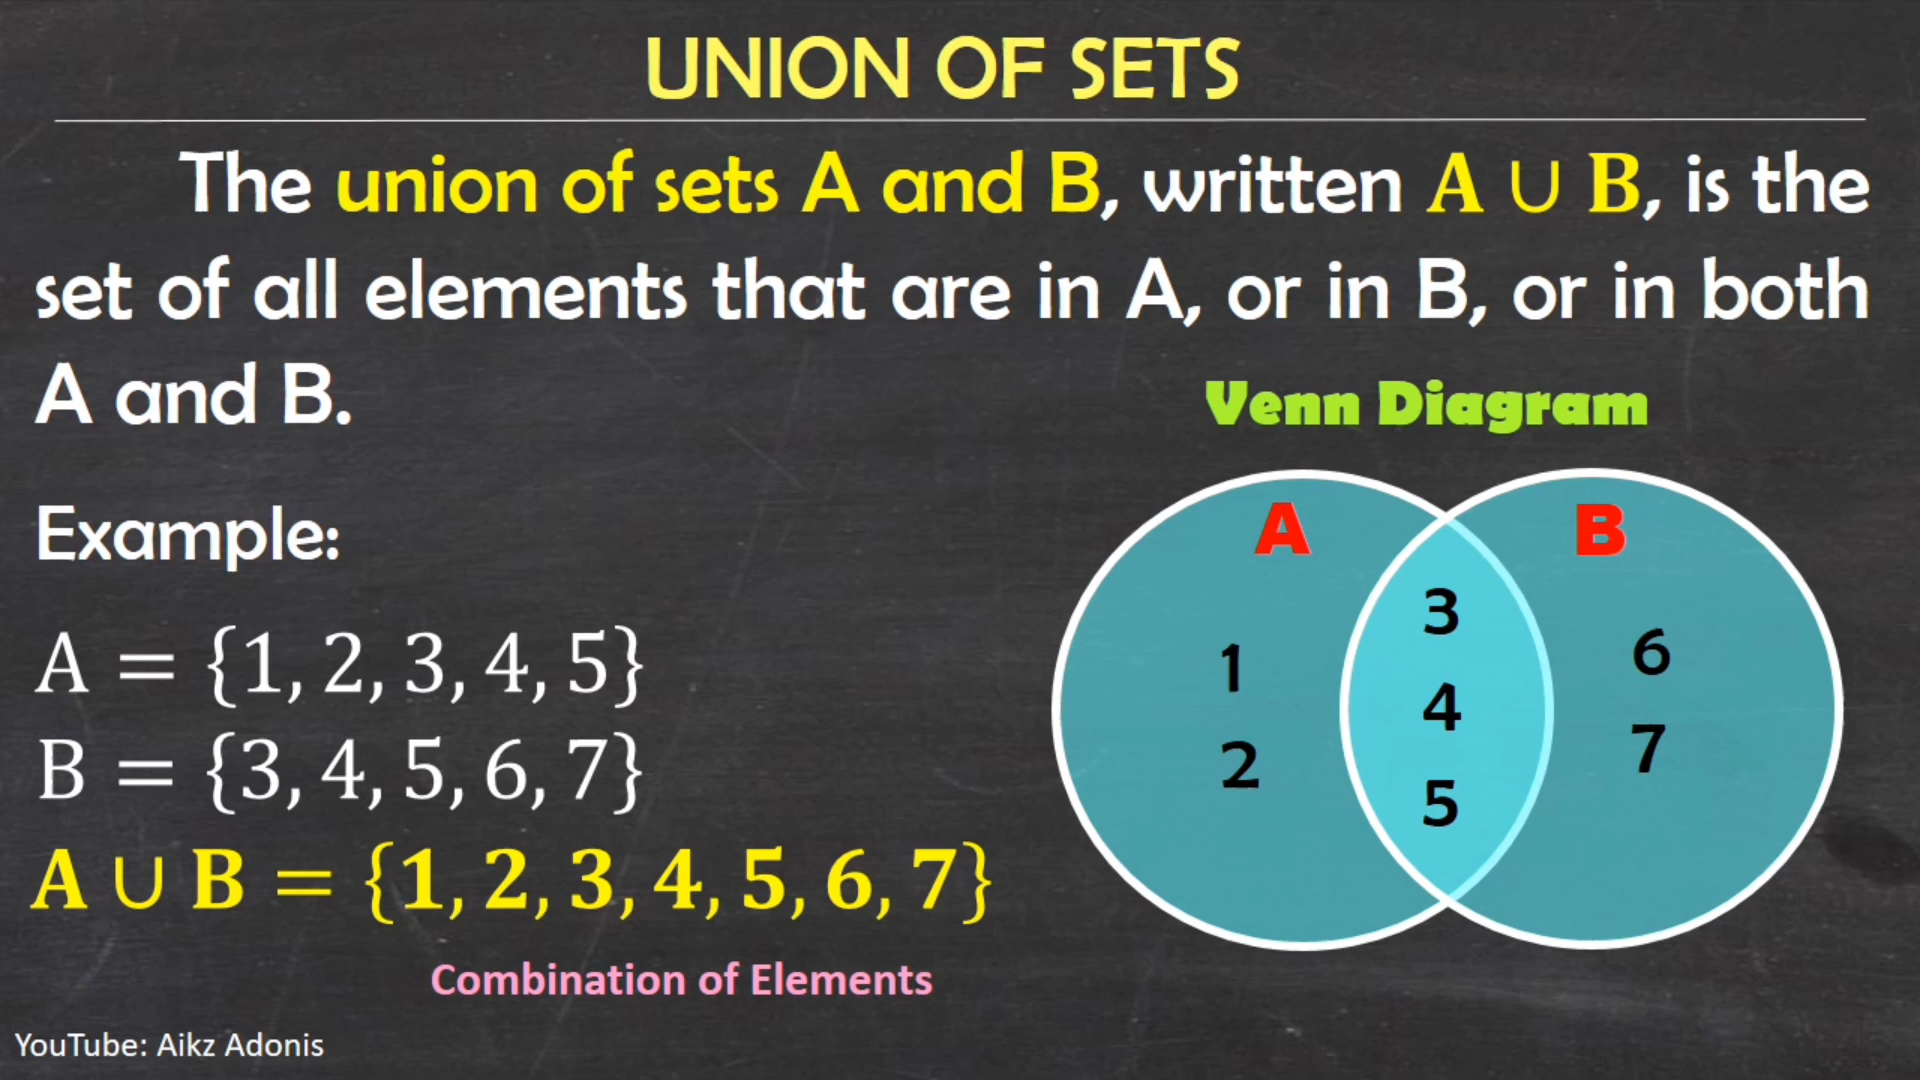 UNION OF SETS
The union of sets A and B, written A ∪ B, is the
set of all elements that are in A, or in B, or in both
A and B.
Venn Diagram
Example:
A = {1, 2, 3, 4, 5}
B = {3, 4, 5, 6, 7}
A ∪ B = {1, 2, 3, 4, 5, 6, 7}
Combination of Elements
A
B
1
2
3
4
5
6
7
YouTube: Aikz Adonis